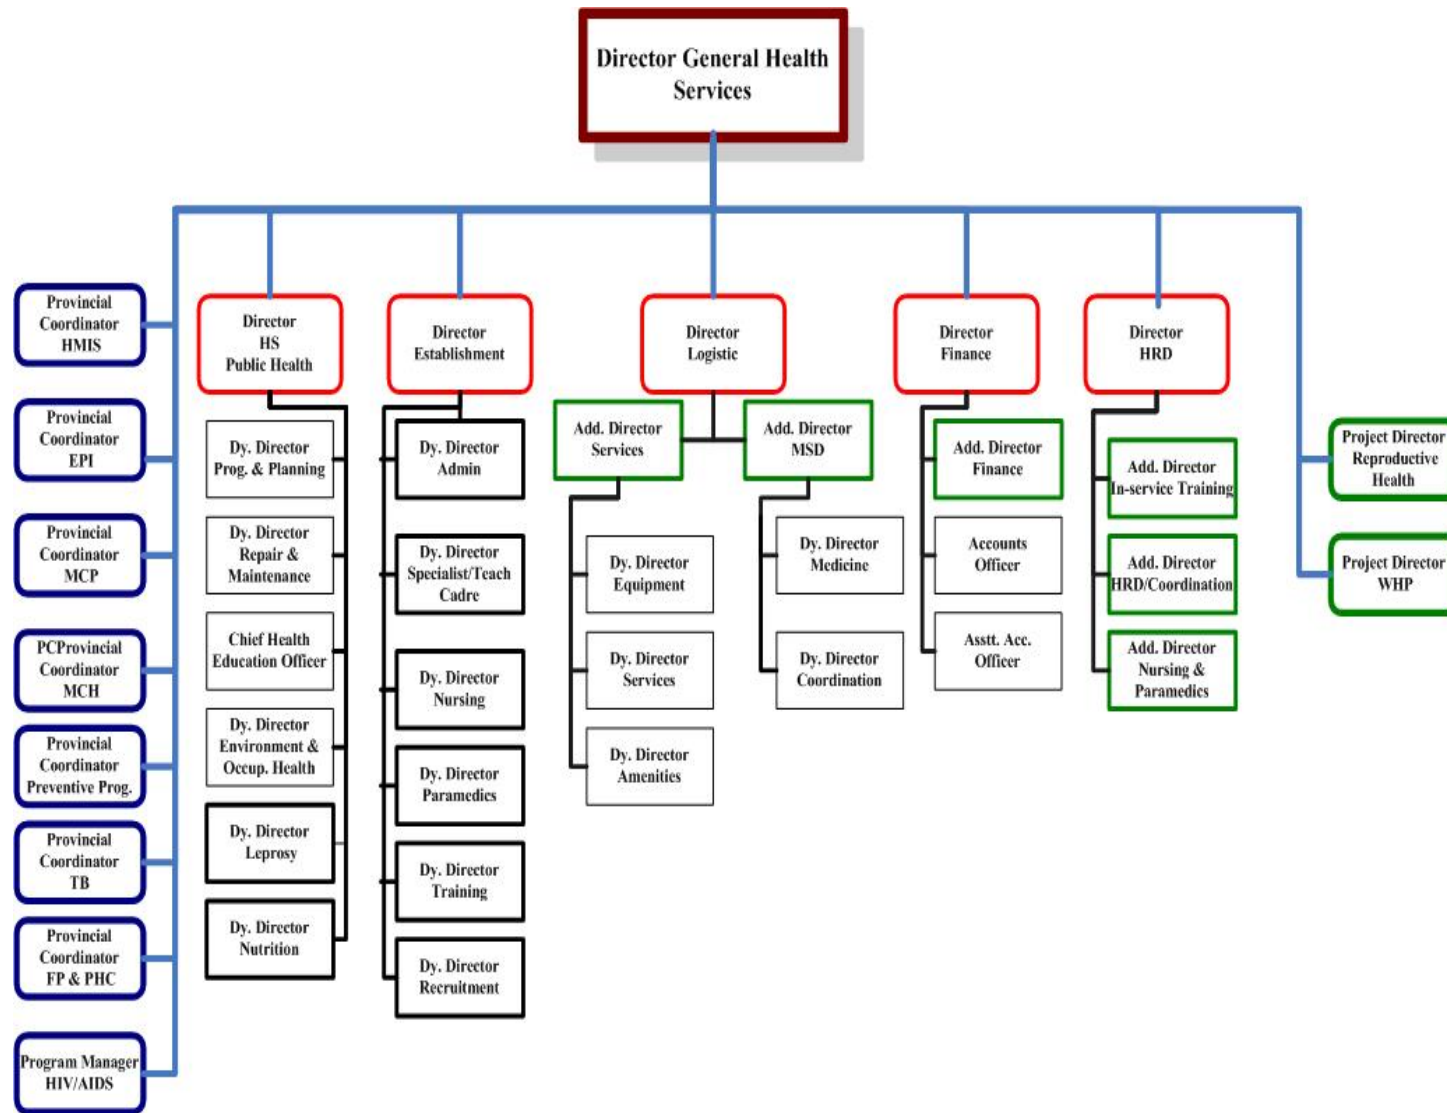 Director General Health
Services
Provincial
Coordinator
HMIS
Provincial
Coordinator
EPI
Provincial
Coordinator
MCP
PCProvincial
Coordinator
MCH
Provincial
Coordinator
Preventive Prog.
Provincial
Coordinator
TB
Provincial
Coordinator
FP & PHC
Program Manager
HIV/AIDS
Director
HS
Public Health
Dy. Director
Prog. & Planning
Dy. Director
Repair &
Maintenance
Chief Health
Education Officer
Dy. Director
Environment &
Occup. Health
Dy. Director
Leprosy
Dy. Director
Nutrition
Director
Establishment
Dy. Director
Admin
Dy. Director
Specialist/Teach
Cadre
Dy. Director
Nursing
Dy. Director
Paramedics
Dy. Director
Training
Dy. Director
Recruitment
Director
Logistic
Add. Director
Services
Dy. Director
Equipment
Dy. Director
Services
Dy. Director
Amenities
Add. Director
MSD
Dy. Director
Medicine
Dy. Director
Coordination
Director
Finance
Add. Director
Finance
Accounts
Officer
Asstt. Acc.
Officer
Director
HRD
Add. Director
In-service Training
Add. Director
HRD/Coordination
Add. Director
Nursing &
Paramedics
Project Director
Reproductive
Health
Project Director
WHP